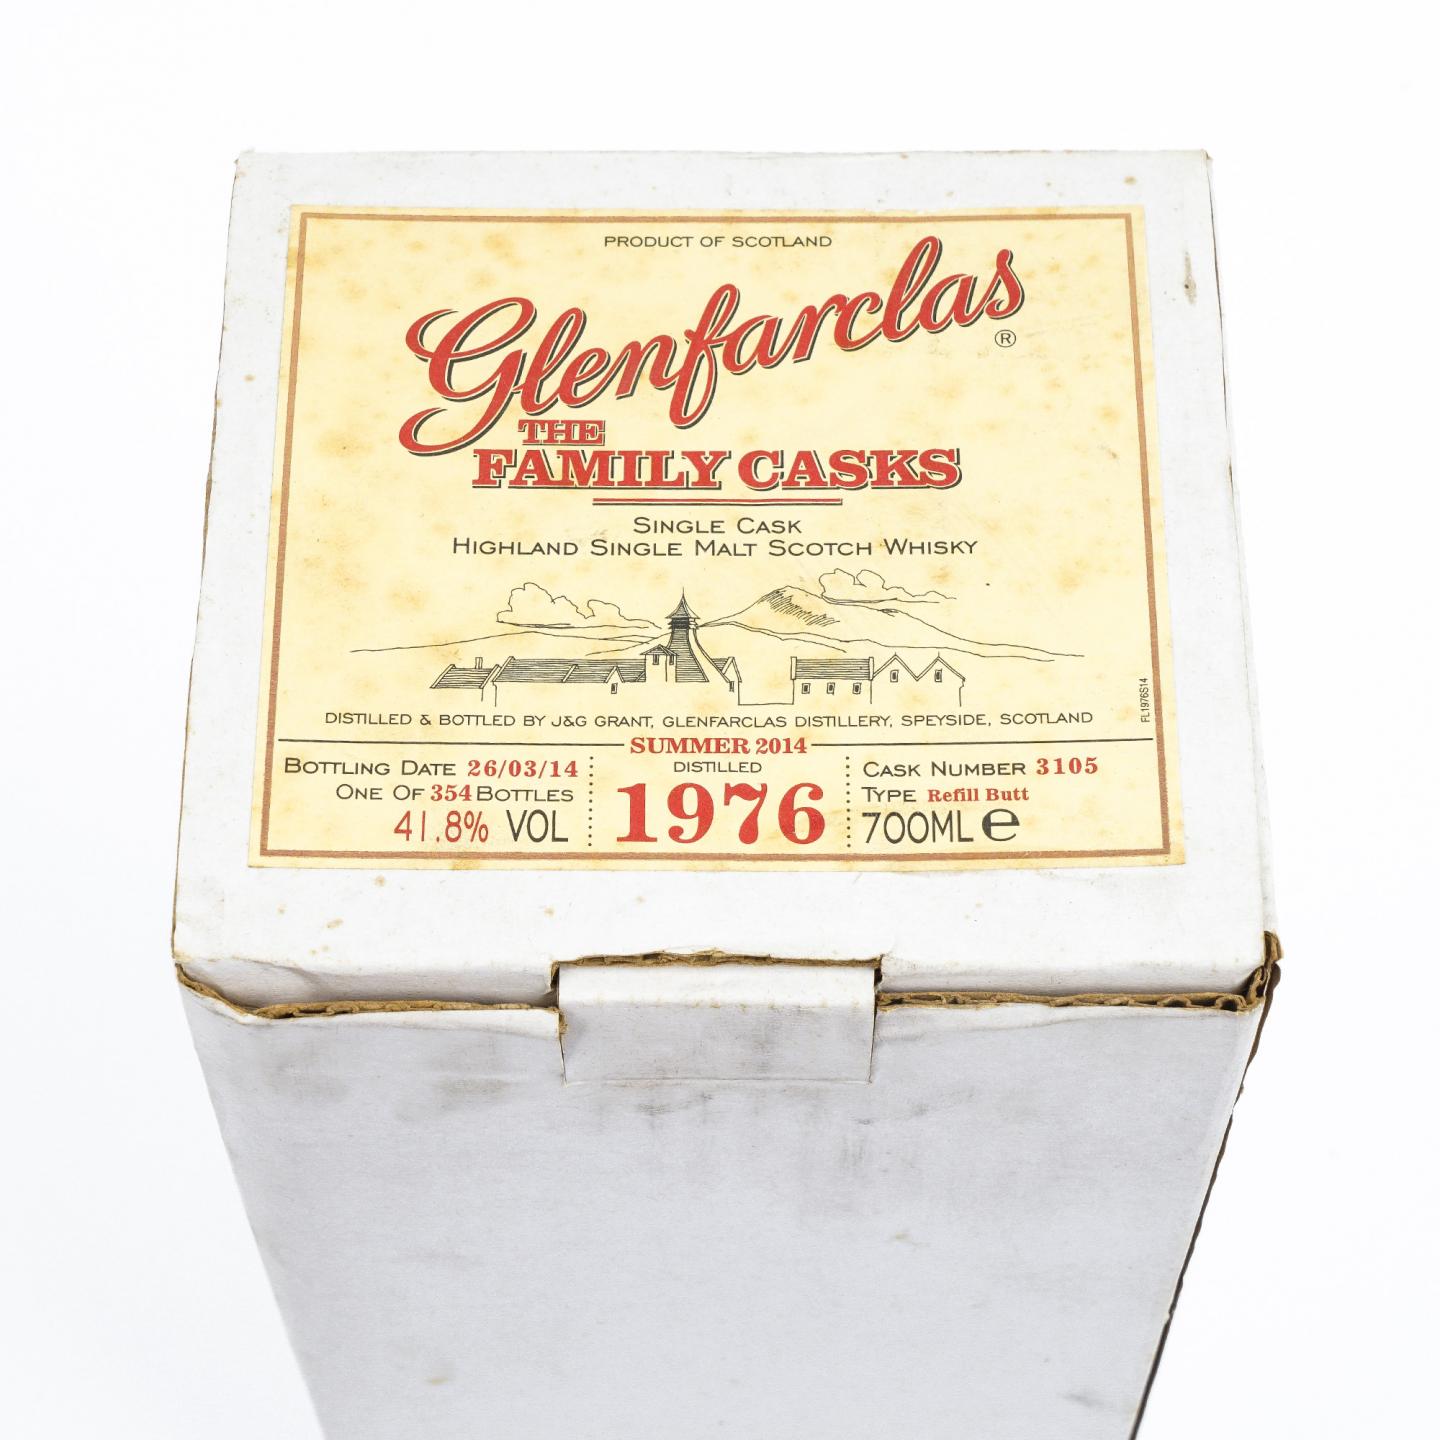 PRODUCT OF SCOTLAND
Glenfarclas ®
THE
FAMILY CASKS
SINGLE CASK
HIGHLAND SINGLE MALT SCOTCH WHISKY
FL1976S14
DISTILLED & BOTTLED BY J&G GRANT, GLENFARCLAS DISTILLERY, SPEYSIDE, SCOTLAND
SUMMER 2014
BOTTLING DATE 26/03/14
ONE OF 354 BOTTLES
41.8% VOL
DISTILLED
1976
CASK NUMBER 3105
TYPE Refill Butt
700ML e